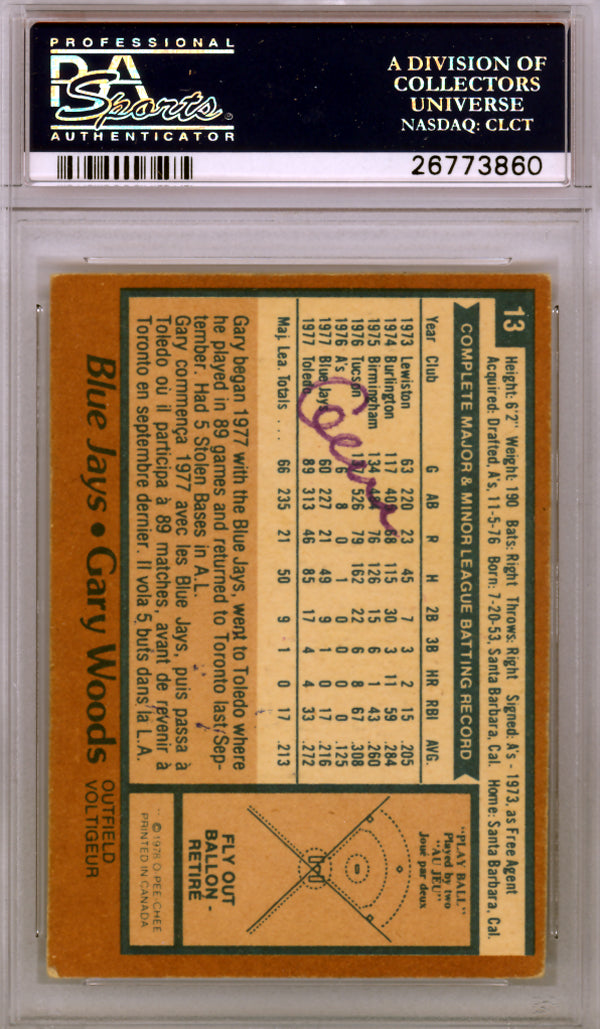 PROFESSIONAL
PSA
Sports
AUTHENTICATOR
A DIVISION OF
COLLECTORS
UNIVERSE
NASDAQ: CLCT
26773860
13
Height: 6'2" Weight: 190 Bats: Right Throws: Right Signed: A's - 1973, as Free Agent
Acquired: Drafted, A's, 11-5-76 Born: 7-20-53, Santa Barbara, Cal. Home: Santa Barbara, Cal.
COMPLETE MAJOR & MINOR LEAGUE BATTING RECORD
Year Club G AB R H 2B 3B HR RBI AVG.
1973 Lewiston 63 220 23 45 7 3 2 15 .205
1974 Burlington 117 68 115 30 3 11 59 .284
1975 Birmingham 134 76 126 15 6 1 43 .260
1976 Tucson 526 79 162 22 6 8 67 .308
1976 A's 6 8 0 1 0 0 0 0 .125
1977 Blue Jays 60 227 21 49 9 1 0 17 .216
1977 Toledo 89 313 46 85 17 4 4 33 .272
Maj. Lea. Totals ... 66 235 21 50 9 1 0 17 .213
Gary began 1977 with the Blue Jays, went to Toledo where
he played in 89 games and returned to Toronto last Sep-
tember. Had 5 Stolen Bases in A.L.
Gary commença 1977 avec les Blue Jays, puis passa à
Toledo où il participa à 89 matches, avant de revenir à
Toronto en septembre dernier. Il vola 5 buts dans la L.A.
"PLAY BALL"
Played by two
"AU JEU"
Joué par deux
FLY OUT
BALLON -
RETIRE
© 1978 O-PEE-CHEE
PRINTED IN CANADA
Blue Jays • Gary Woods
OUTFIELD
VOLTIGEUR